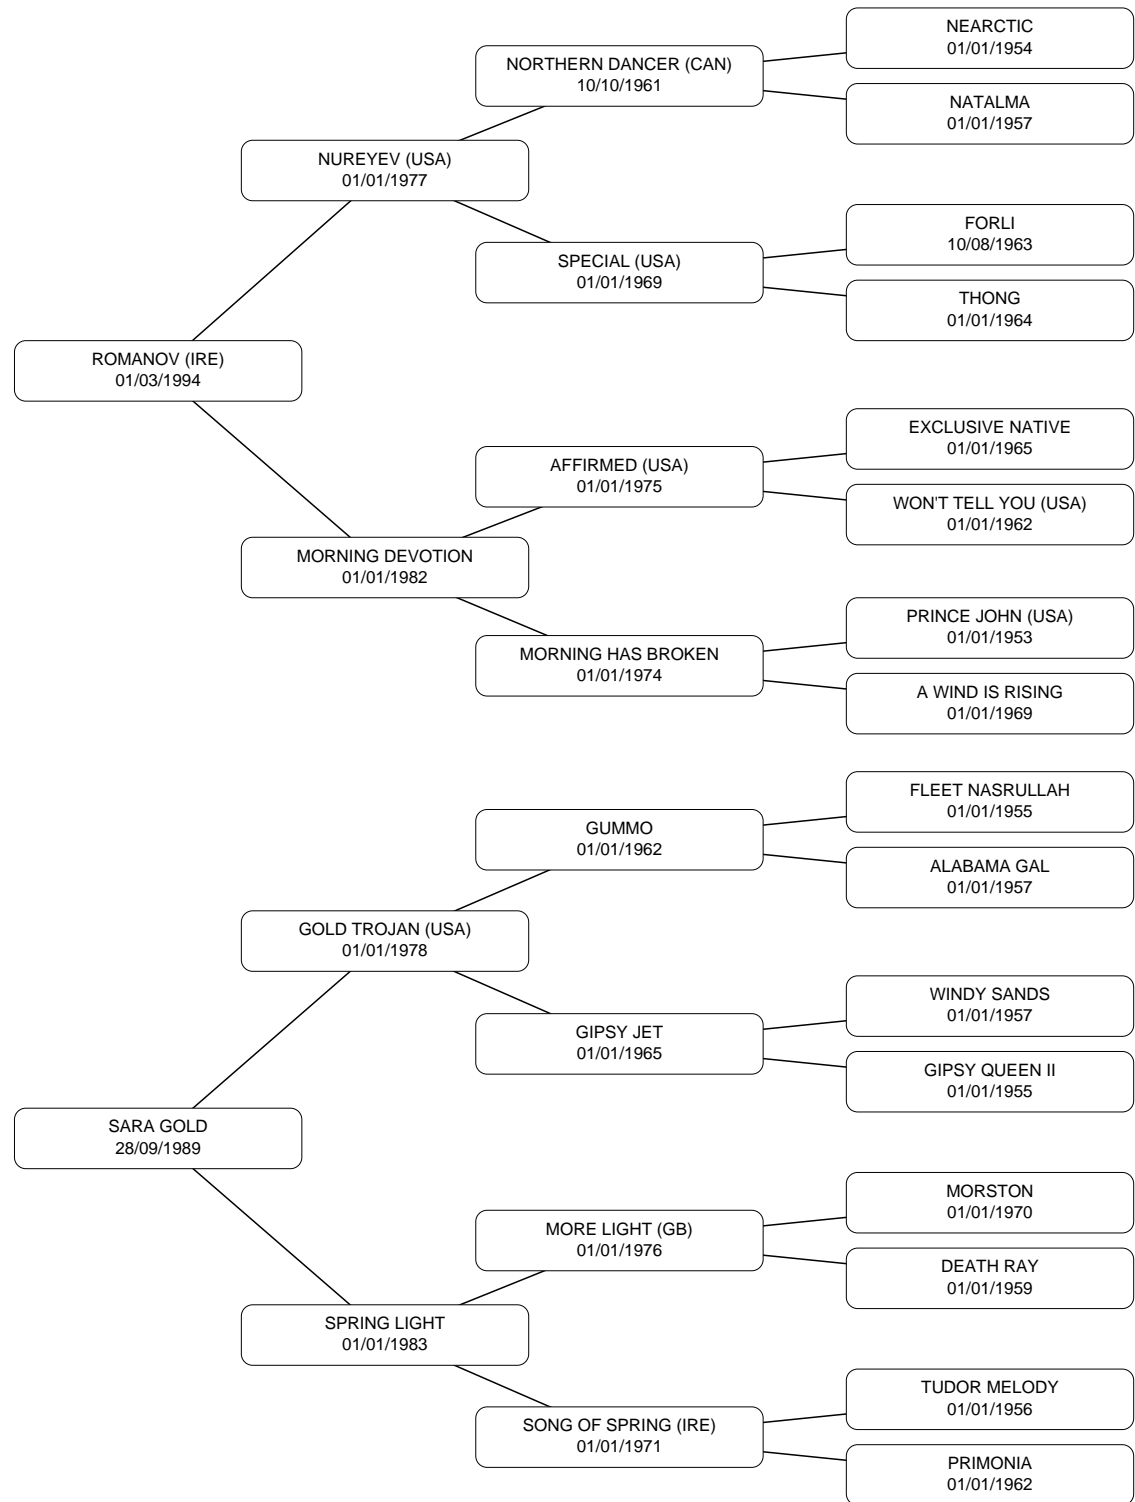 NEARCTIC
01/01/1954
NORTHERN DANCER (CAN)
10/10/1961
NATALMA
01/01/1957
NUREYEV (USA)
01/01/1977
FORLI
10/08/1963
SPECIAL (USA)
01/01/1969
THONG
01/01/1964
ROMANOV (IRE)
01/03/1994
EXCLUSIVE NATIVE
01/01/1965
AFFIRMED (USA)
01/01/1975
WON'T TELL YOU (USA)
01/01/1962
MORNING DEVOTION
01/01/1982
PRINCE JOHN (USA)
01/01/1953
MORNING HAS BROKEN
01/01/1974
A WIND IS RISING
01/01/1969
FLEET NASRULLAH
01/01/1955
GUMMO
01/01/1962
ALABAMA GAL
01/01/1957
GOLD TROJAN (USA)
01/01/1978
WINDY SANDS
01/01/1957
GIPSY JET
01/01/1965
GIPSY QUEEN II
01/01/1955
SARA GOLD
28/09/1989
MORSTON
01/01/1970
MORE LIGHT (GB)
01/01/1976
DEATH RAY
01/01/1959
SPRING LIGHT
01/01/1983
TUDOR MELODY
01/01/1956
SONG OF SPRING (IRE)
01/01/1971
PRIMONIA
01/01/1962